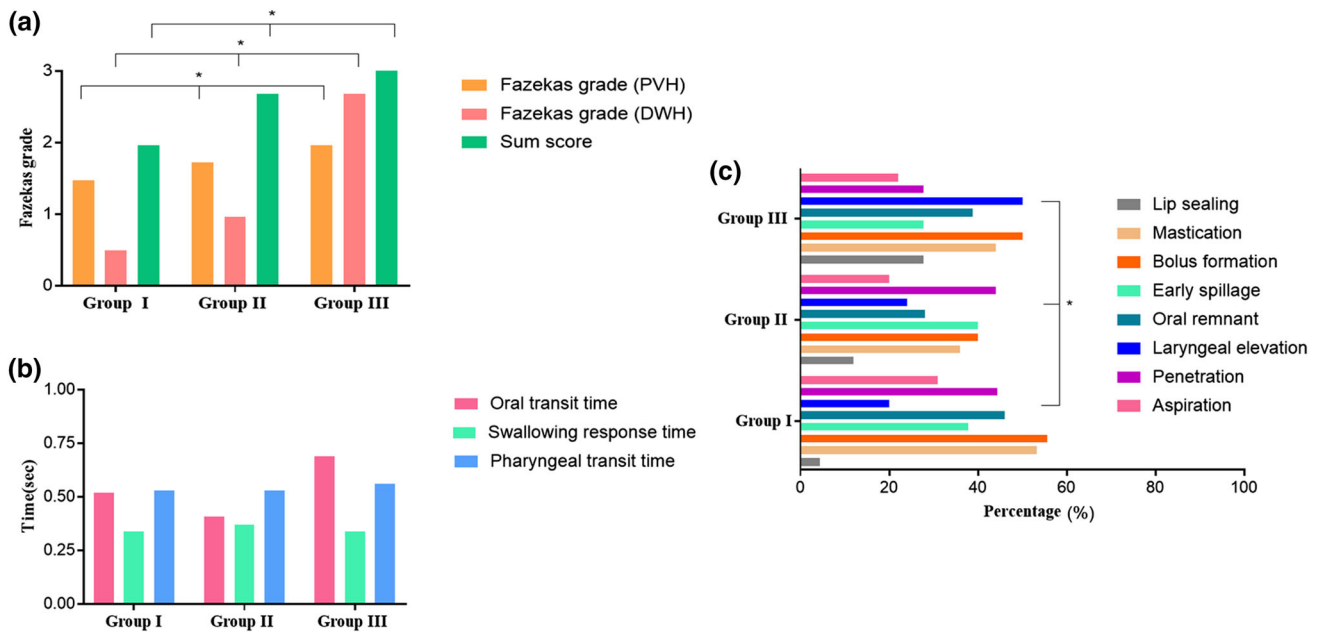 (a)
*
*
*
3
2
1
0
Fazekas grade
Group I
Group II
Group III
Fazekas grade (PVH)
Fazekas grade (DWH)
Sum score
(b)
1.00
0.75
0.50
0.25
0.00
Time(sec)
Group I
Group II
Group III
Oral transit time
Swallowing response time
Pharyngeal transit time
(c)
Group III
Group II
Group I
*
0
20
40
60
80
100
Percentage (%)
Lip sealing
Mastication
Bolus formation
Early spillage
Oral remnant
Laryngeal elevation
Penetration
Aspiration